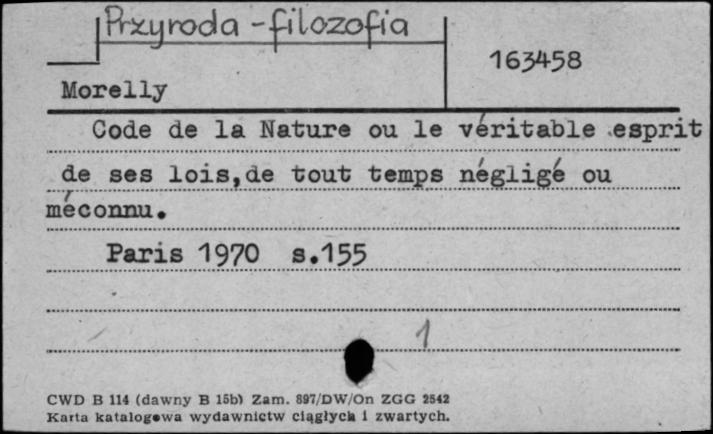 Przyroda - filozofia
163458
Morelly
Code de la Nature ou le véritable esprit
de ses lois,de tout temps négligé ou
méconnu.
Paris 1970 s.155
1
CWD B 114 (dawny B 15b) Zam. 897/DW/On ZGG 2542
Karta katalogowa wydawnictw ciągłych i zwartych.